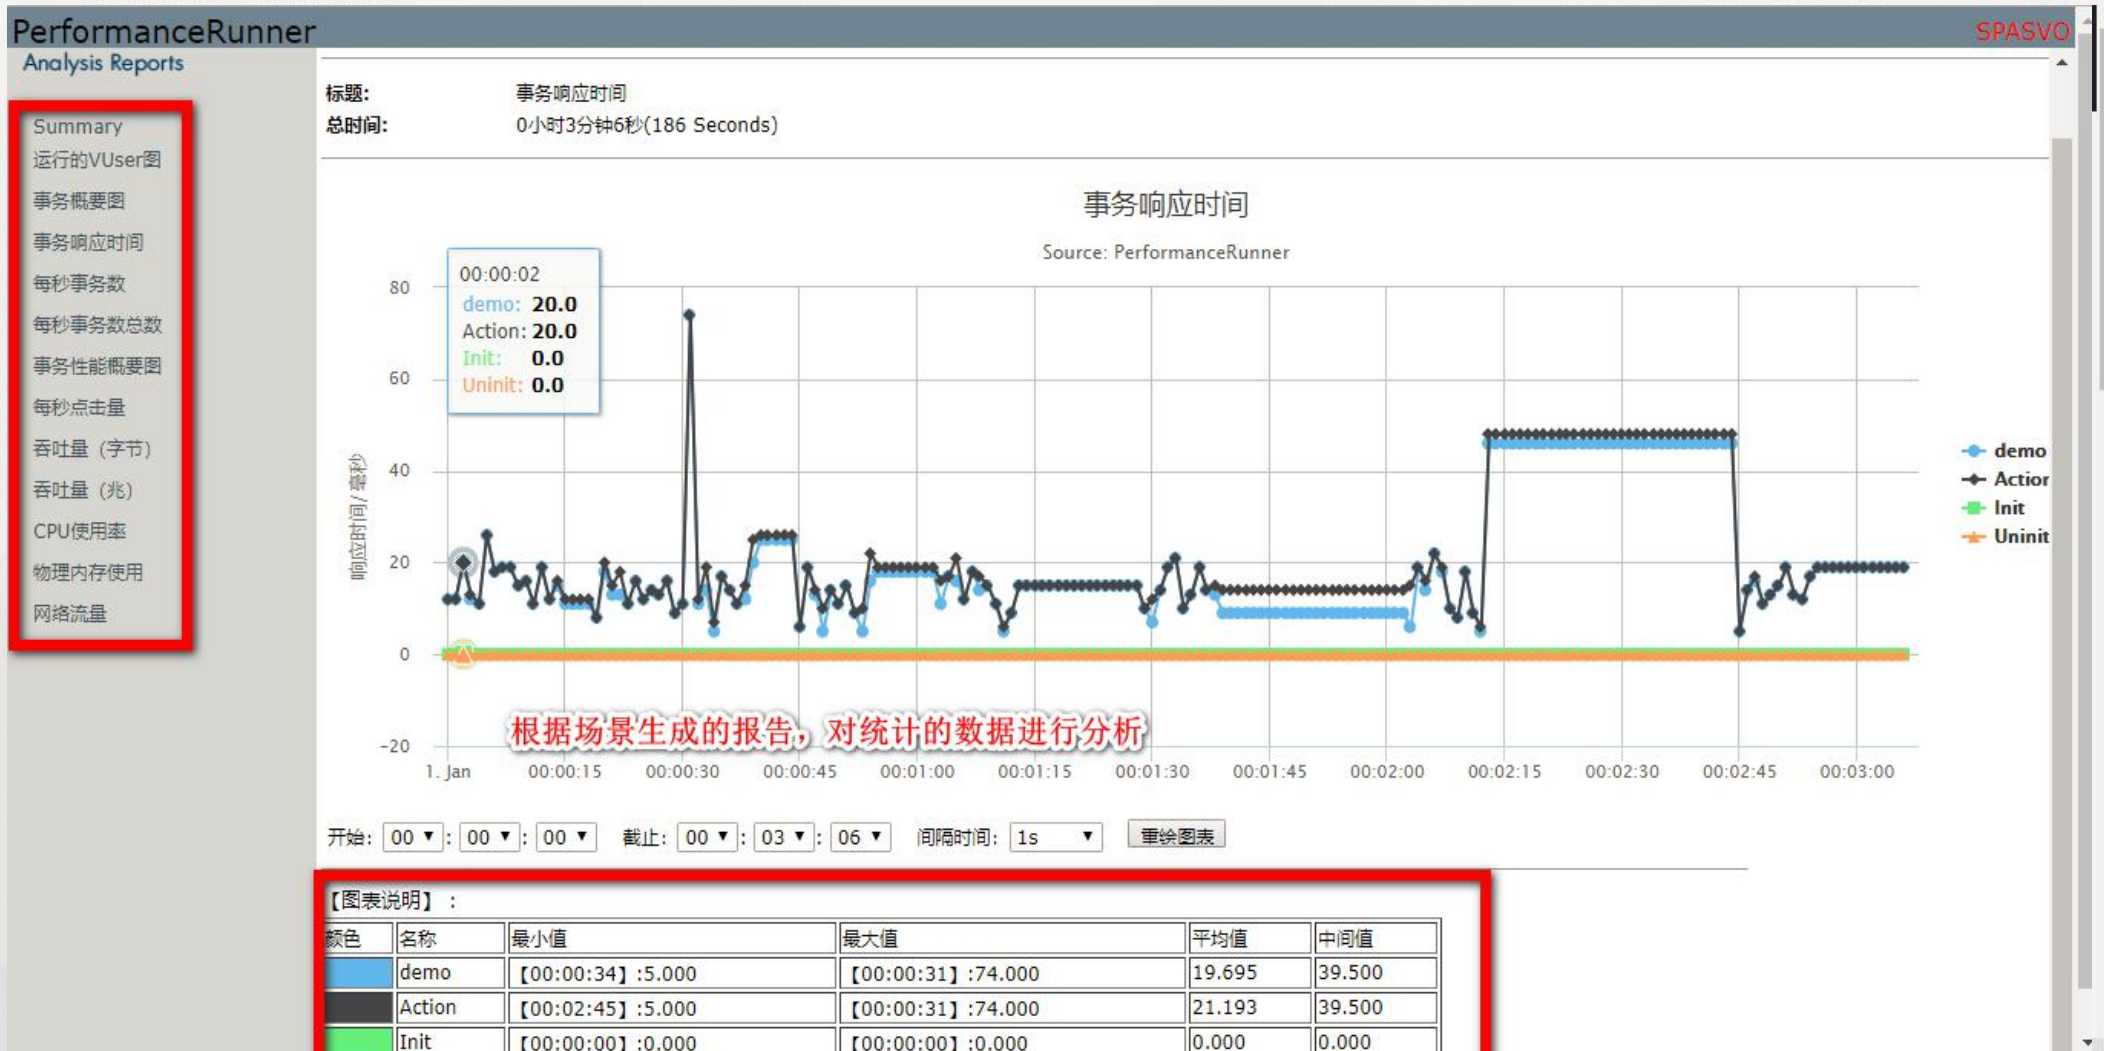 PerformanceRunner
SPASVO
Analysis Reports
Summary
运行的VUser图
事务概要图
事务响应时间
每秒事务数
每秒事务数总数
事务性能概要图
每秒点击量
吞吐量（字节）
吞吐量（兆）
CPU使用率
物理内存使用
网络流量
标题: 事务响应时间
总时间: 0小时3分钟6秒(186 Seconds)
事务响应时间
Source: PerformanceRunner
00:00:02
demo: 20.0
Action: 20.0
Init: 0.0
Uninit: 0.0
响应时间 / 毫秒
80
60
40
20
0
-20
demo
Action
Init
Uninit
根据场景生成的报告，对统计的数据进行分析
1. Jan 00:00:15 00:00:30 00:00:45 00:01:00 00:01:15 00:01:30 00:01:45 00:02:00 00:02:15 00:02:30 00:02:45 00:03:00
开始: 00 : 00 : 00 截止: 00 : 03 : 06 间隔时间: 1s 重绘图表
【图表说明】 :
颜色 名称 最小值 最大值 平均值 中间值
demo 【00:00:34】:5.000 【00:00:31】:74.000 19.695 39.500
Action 【00:02:45】:5.000 【00:00:31】:74.000 21.193 39.500
Init 【00:00:00】:0.000 【00:00:00】:0.000 0.000 0.000